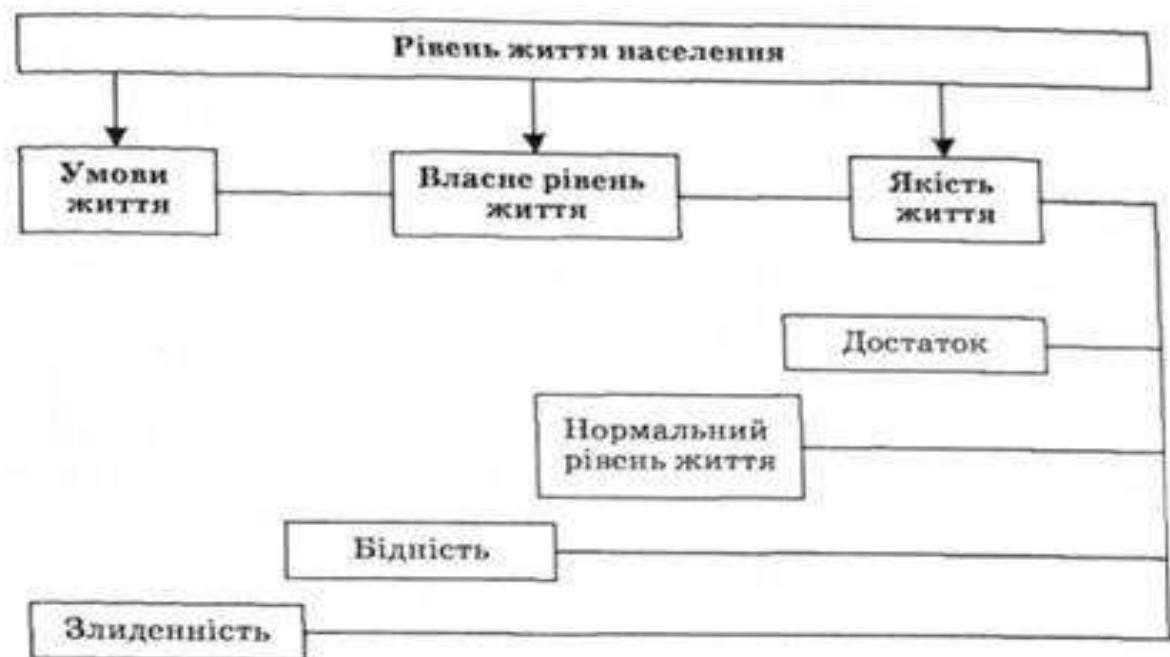 Рівень життя населення
Умови
життя
Власне рівень
життя
Якість
життя
Достаток
Нормальний
рівень життя
Бідність
Злиденність